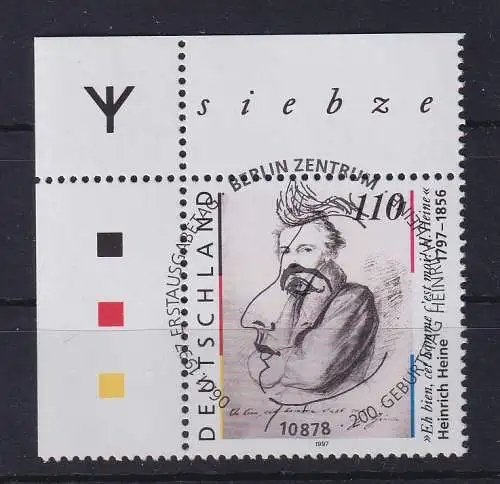 siebze
BERLIN ZENTRUM
ERSTAUSGABETAG
200. GEBURTSTAG HEINRICH HEINE
10878
110
DEUTSCHLAND
»Eh bien, cet homme c'est moi« H. Heine
Heinrich Heine 1797–1856
1997